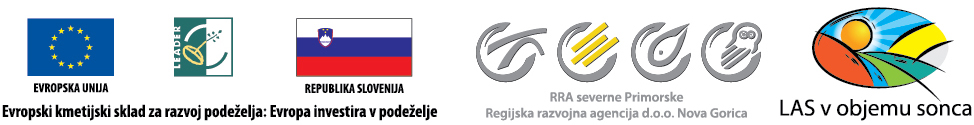 LEADER
EVROPSKA UNIJA
REPUBLIKA SLOVENIJA
Evropski kmetijski sklad za razvoj podeželja: Evropa investira v podeželje
RRA severne Primorske
Regijska razvojna agencija d.o.o. Nova Gorica
LAS v objemu sonca